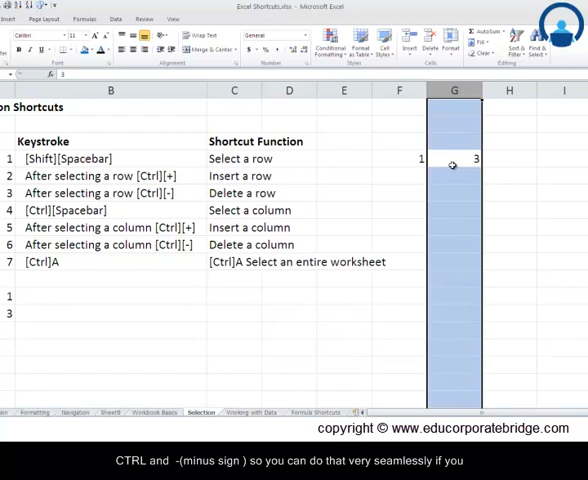 Excel Shortcuts.xlsx - Microsoft Excel
Page Layout Formulas Data Review View
Calibri 11 Wrap Text General AutoSum
Merge & Center Conditional Formatting Format as Table Cell Styles Insert Delete Format Sort & Filter Find & Select
Font Alignment Number Styles Cells Editing
fx 3
B C D E F G H I
on Shortcuts
Keystroke Shortcut Function
1 [Shift][Spacebar] Select a row 1 3
2 After selecting a row [Ctrl][+] Insert a row
3 After selecting a row [Ctrl][-] Delete a row
4 [Ctrl][Spacebar] Select a column
5 After selecting a column [Ctrl][+] Insert a column
6 After selecting a column [Ctrl][-] Delete a column
7 [Ctrl]A [Ctrl]A Select an entire worksheet
1
3
Formatting Navigation Sheet9 Workbook Basics Selection Working with Data Formula Shortcuts
copyright © www.educorporatebridge.com
CTRL and -(minus sign ) so you can do that very seamlessly if you